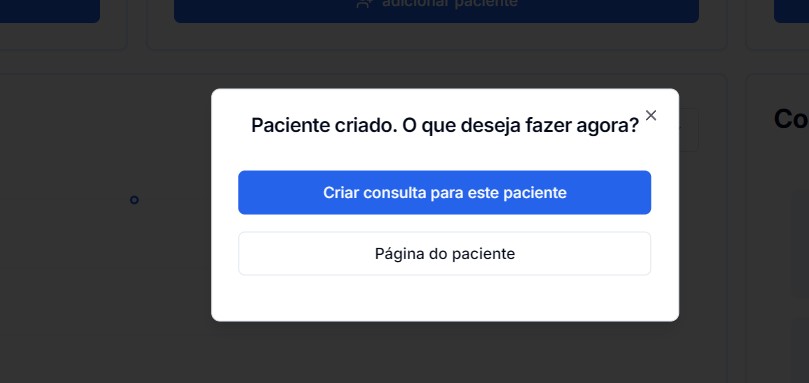 adicionar paciente
Paciente criado. O que deseja fazer agora?
Co
Criar consulta para este paciente
Página do paciente